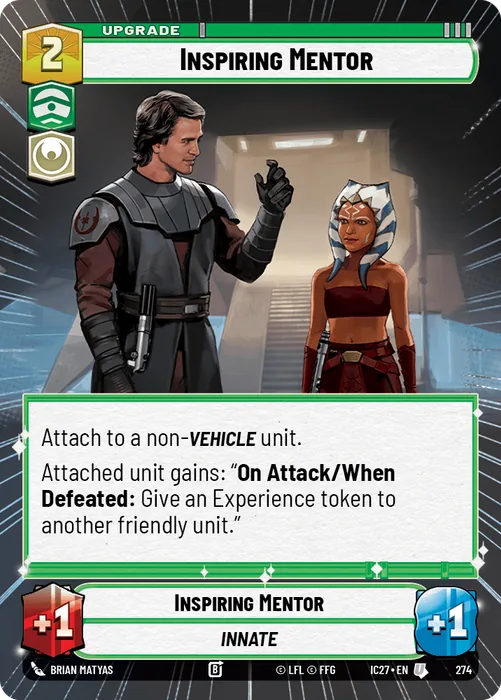 UPGRADE
2
INSPIRING MENTOR
Attach to a non-VEHICLE unit.
Attached unit gains: “On Attack/When
Defeated: Give an Experience token to
another friendly unit.”
+1
INSPIRING MENTOR
+1
INNATE
BRIAN MATYAS
B
© LFL © FFG
IC27 • EN
274